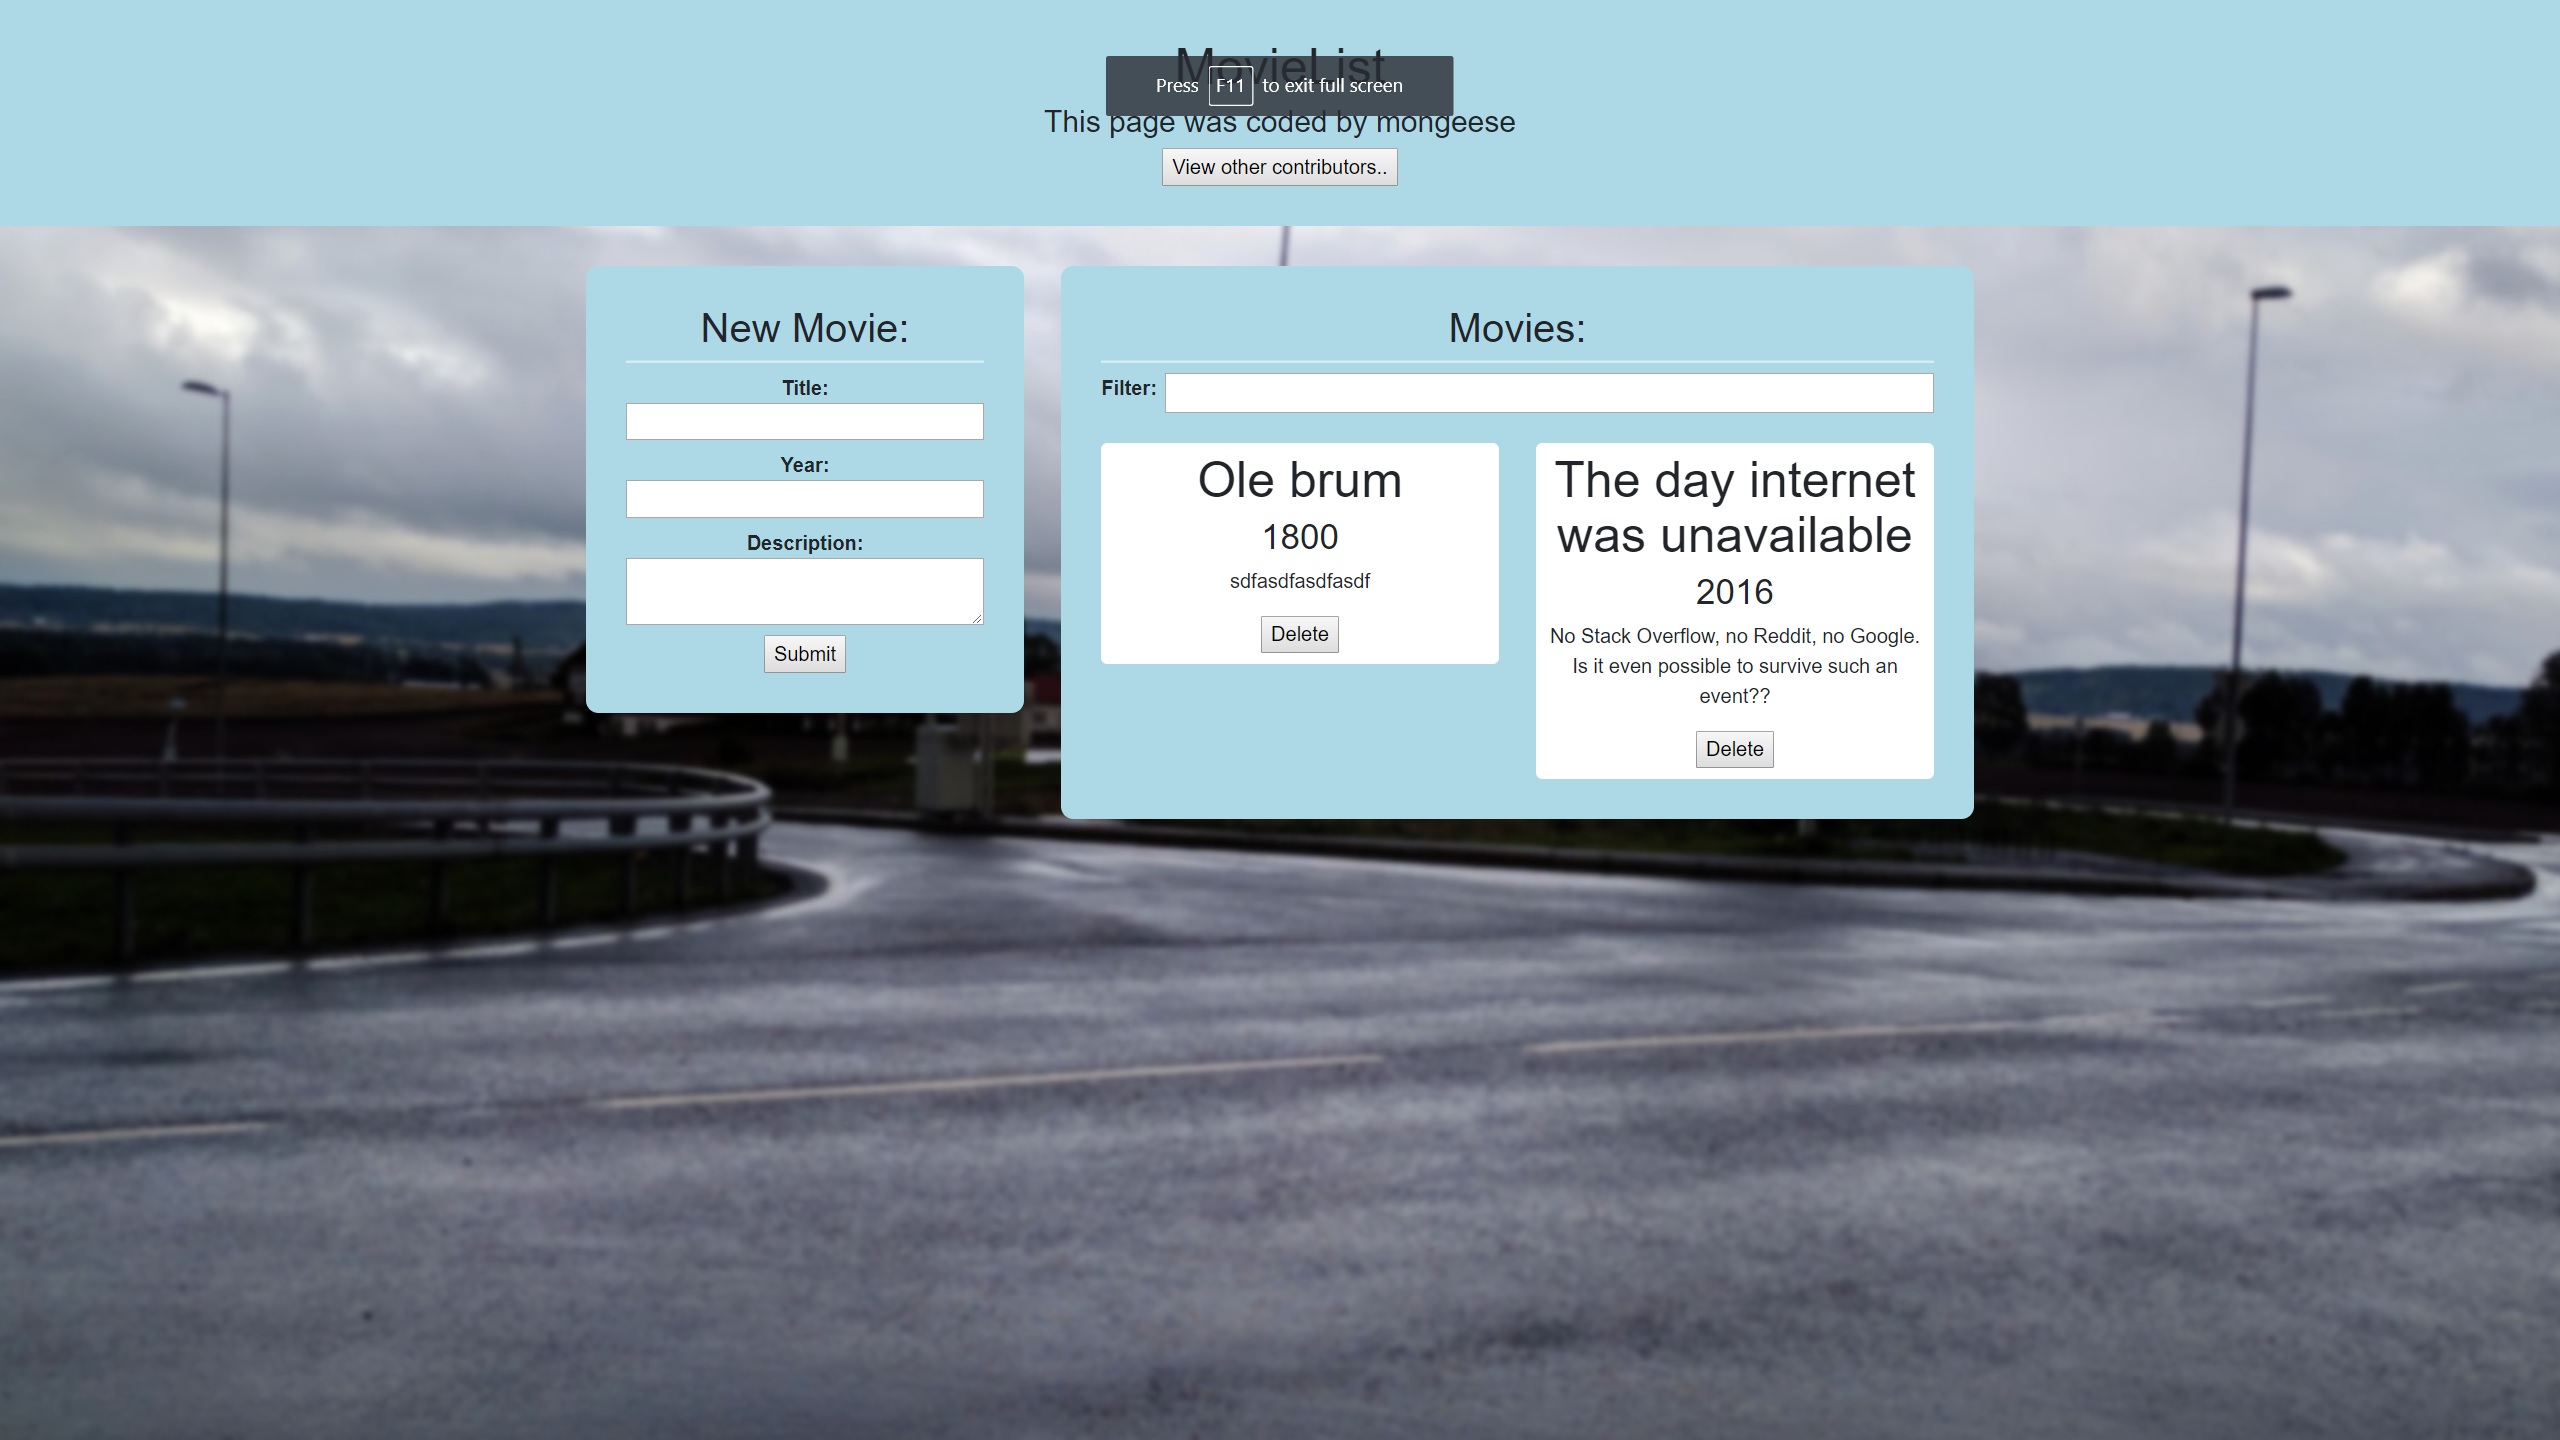 MovieList
Press F11 to exit full screen
This page was coded by mongeese
View other contributors..
New Movie:
Title:
Year:
Description:
Submit
Movies:
Filter:
Ole brum
1800
sdfasdfasdfasdf
Delete
The day internet
was unavailable
2016
No Stack Overflow, no Reddit, no Google.
Is it even possible to survive such an
event??
Delete